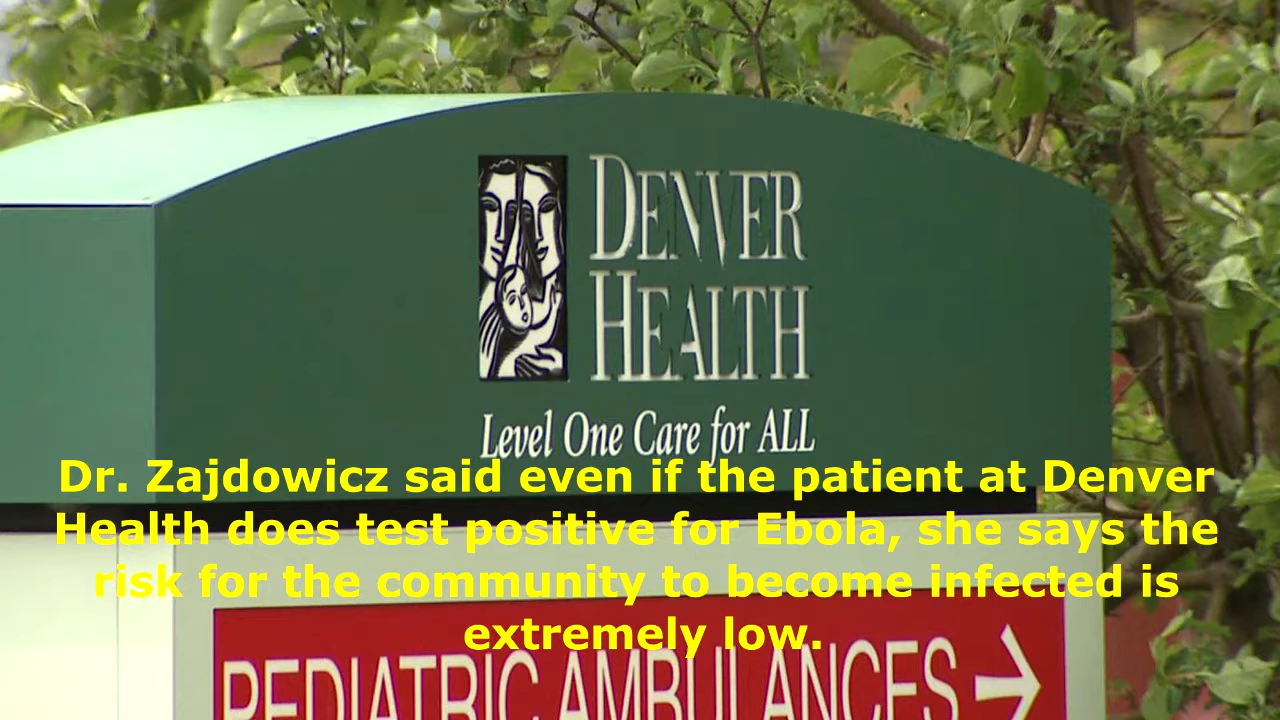 DENVER
HEALTH
Level One Care for ALL
Dr. Zajdowicz said even if the patient at Denver
Health does test positive for Ebola, she says the
risk for the community to become infected is
extremely low.
PEDIATRIC AMBULANCES